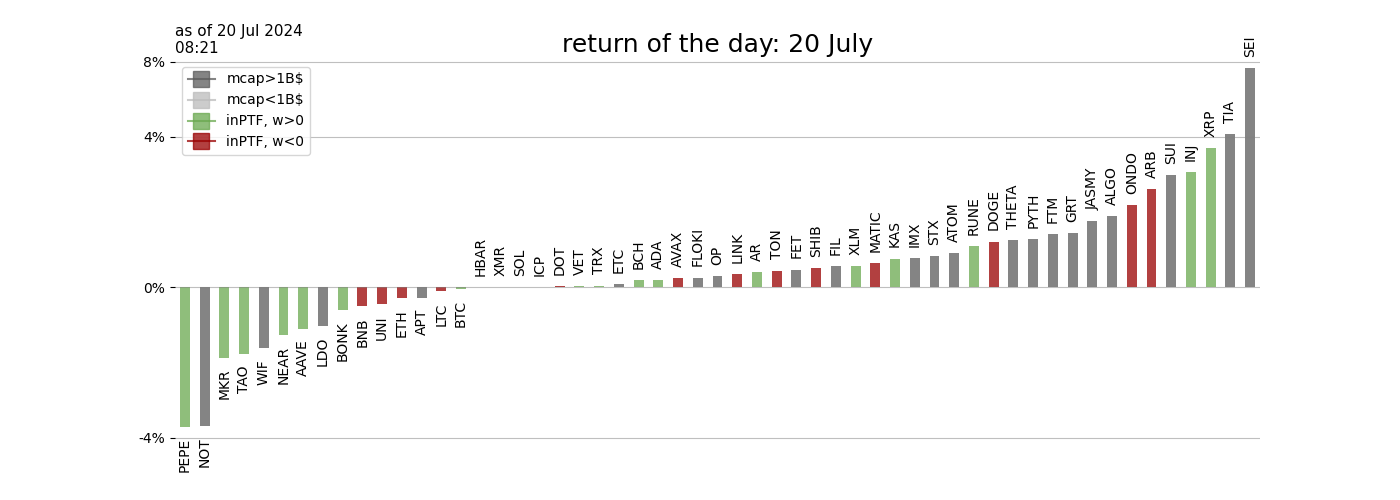 as of 20 Jul 2024
08:21
return of the day: 20 July
8%
4%
0%
-4%
mcap>1B$
mcap<1B$
inPTF, w>0
inPTF, w<0
PEPE
NOT
MKR
TAO
WIF
NEAR
AAVE
LDO
BONK
BNB
UNI
ETH
APT
LTC
BTC
HBAR
XMR
SOL
ICP
DOT
VET
TRX
ETC
BCH
ADA
AVAX
FLOKI
OP
LINK
AR
TON
FET
SHIB
FIL
XLM
MATIC
KAS
IMX
STX
ATOM
RUNE
DOGE
THETA
PYTH
FTM
GRT
JASMY
ALGO
ONDO
ARB
SUI
INJ
XRP
TIA
SEI